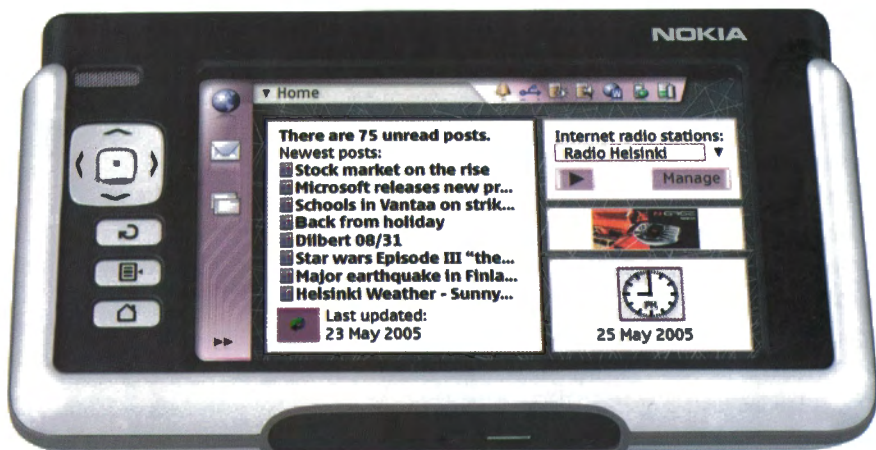 NOKIA
Home
There are 75 unread posts.
Newest posts:
Stock market on the rise
Microsoft releases new pr...
Schools in Vantaa on strik...
Back from holiday
Dilbert 08/31
Star wars Episode III "the...
Major earthquake in Finla...
Helsinki Weather - Sunny...
Last updated:
23 May 2005
Internet radio stations:
Radio Helsinki
Manage
PM
25 May 2005